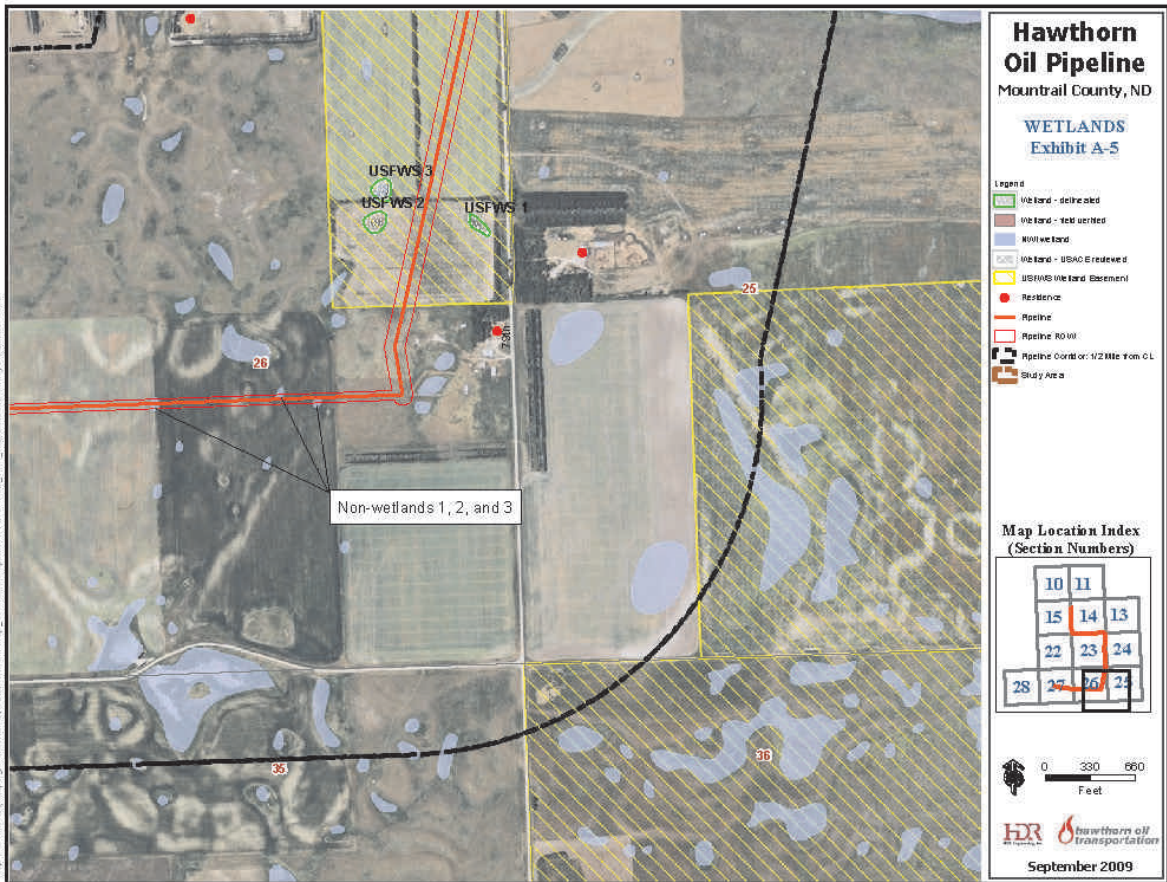 Hawthorn
Oil Pipeline
Mountrail County, ND
WETLANDS
Exhibit A-5
Legend
Wetland - delineated
Wetland - field verified
NWI wetland
Wetland - USACE reviewed
USFWS Wetland Easement
Residence
Pipeline
Pipeline ROW
Pipeline Corridor: 1/2 Mile from CL
Study Area
USFWS 3
USFWS 2
USFWS 1
25
26
79th
Non-wetlands 1, 2, and 3
35
36
Map Location Index
(Section Numbers)
10 11
15 14 13
22 23 24
28 27 26 25
0 330 660
Feet
HDR
hawthorn oil
transportation
September 2009